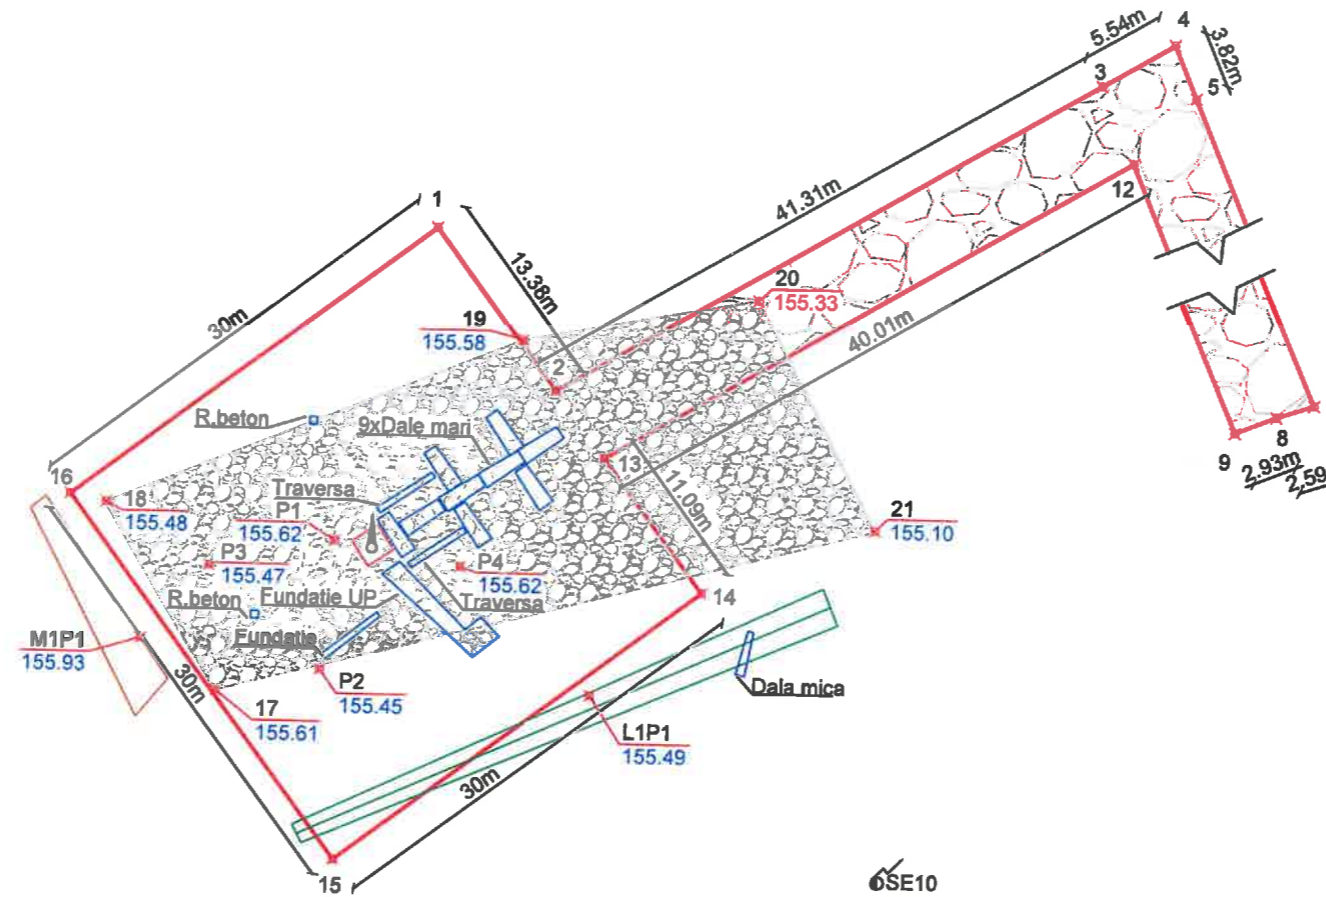 5.54m
4
3.82m
3
5
41.31m
12
1
13.38m
30m
20
155.33
40.01m
19
155.58
2
R.beton
9xDale mari
8
9
2.93m
2.59
16
13
11.09m
18
155.48
Traversa
P1
155.62
21
155.10
P3
155.47
P4
155.62
R.beton
Fundatie UP
Traversa
14
M1P1
155.93
Fundatie
30m
P2
155.45
Dala mica
17
155.61
L1P1
155.49
30m
15
OSE10